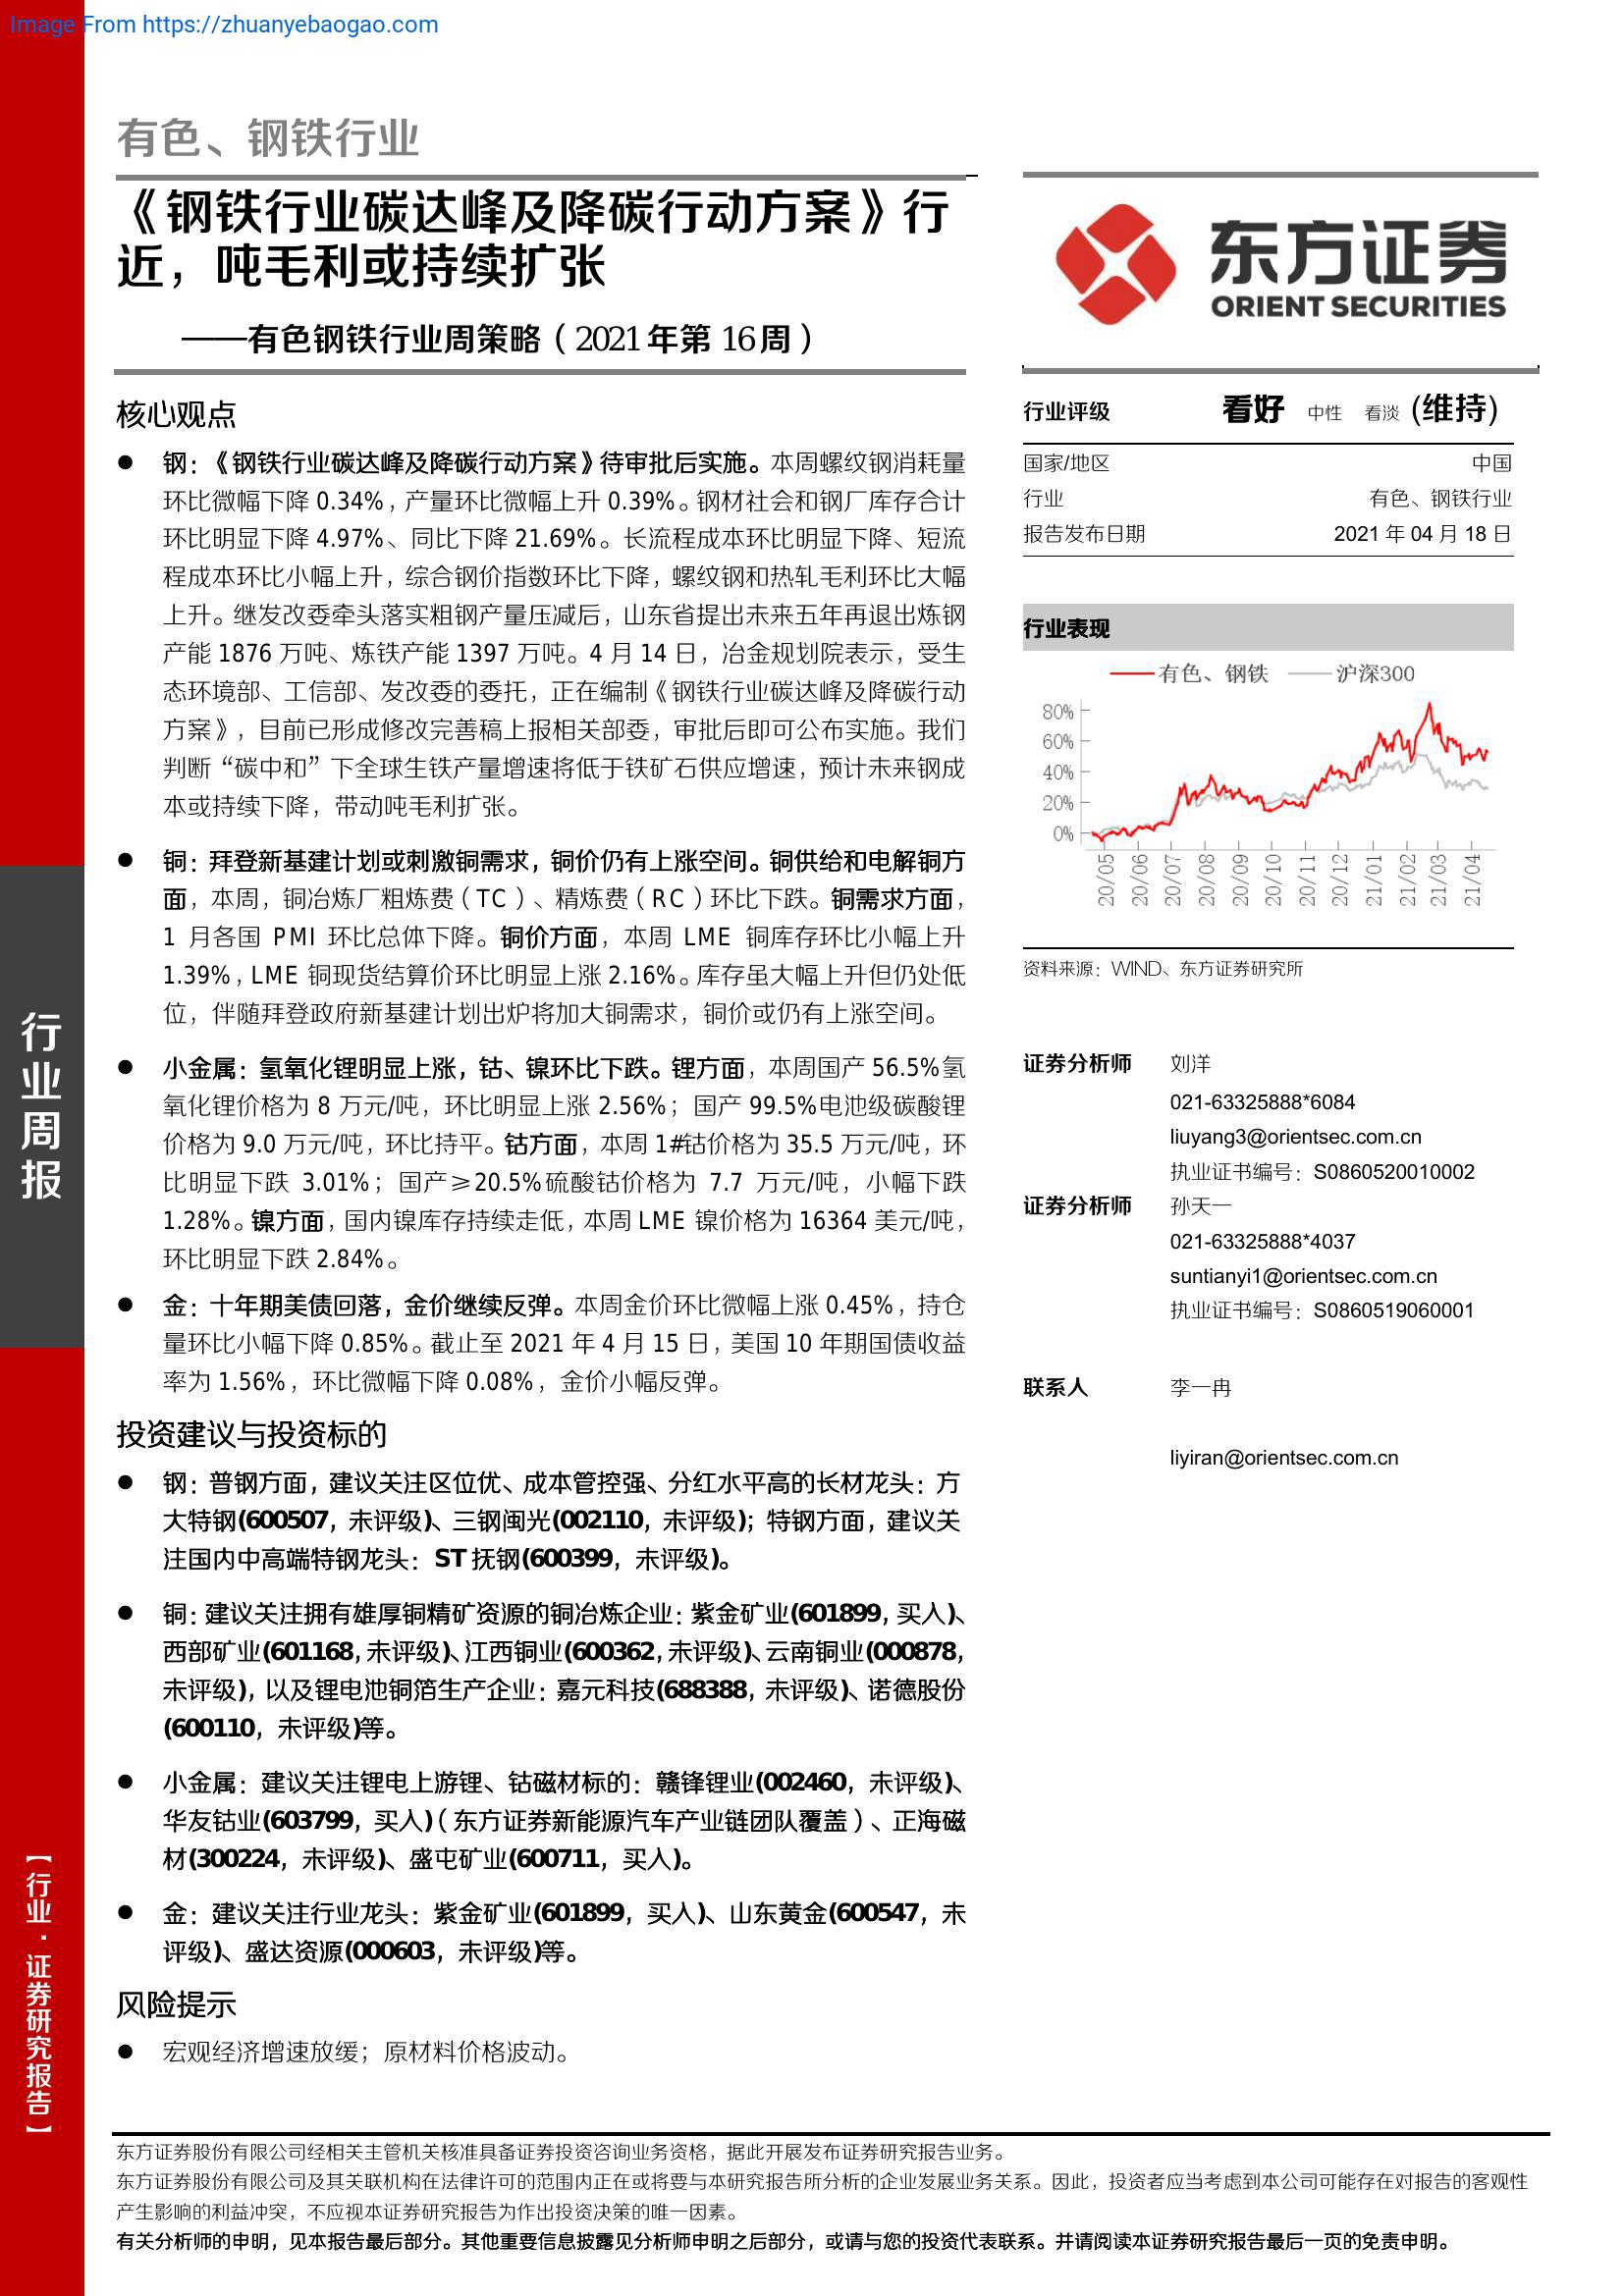 Image From https://zhuanyebaogao.com
有色、钢铁行业
《钢铁行业碳达峰及降碳行动方案》行
近，吨毛利或持续扩张
——有色钢铁行业周策略（2021年第 16周）
核心观点
● 钢：《钢铁行业碳达峰及降碳行动方案》待审批后实施。本周螺纹钢消耗量
环比微幅下降 0.34%，产量环比微幅上升 0.39%。钢材社会和钢厂库存合计
环比明显下降 4.97%、同比下降 21.69%。长流程成本环比明显下降、短流
程成本环比小幅上升，综合钢价指数环比下降，螺纹钢和热轧毛利环比大幅
上升。继发改委牵头落实粗钢产量压减后，山东省提出未来五年再退出炼钢
产能 1876 万吨、炼铁产能 1397 万吨。4 月 14 日，冶金规划院表示，受生
态环境部、工信部、发改委的委托，正在编制《钢铁行业碳达峰及降碳行动
方案》，目前已形成修改完善稿上报相关部委，审批后即可公布实施。我们
判断“碳中和”下全球生铁产量增速将低于铁矿石供应增速，预计未来钢成
本或持续下降，带动吨毛利扩张。
● 铜：拜登新基建计划或刺激铜需求，铜价仍有上涨空间。铜供给和电解铜方
面，本周，铜冶炼厂粗炼费（TC）、精炼费（RC）环比下跌。铜需求方面，
1 月各国 PMI 环比总体下降。铜价方面，本周 LME 铜库存环比小幅上升
1.39%，LME 铜现货结算价环比明显上涨 2.16%。库存虽大幅上升但仍处低
位，伴随拜登政府新基建计划出炉将加大铜需求，铜价或仍有上涨空间。
● 小金属：氢氧化锂明显上涨，钴、镍环比下跌。锂方面，本周国产 56.5%氢
氧化锂价格为 8 万元/吨，环比明显上涨 2.56%；国产 99.5%电池级碳酸锂
价格为 9.0 万元/吨，环比持平。钴方面，本周 1#钴价格为 35.5 万元/吨，环
比明显下跌 3.01%；国产≥20.5%硫酸钴价格为 7.7 万元/吨，小幅下跌
1.28%。镍方面，国内镍库存持续走低，本周 LME 镍价格为 16364 美元/吨，
环比明显下跌 2.84%。
● 金：十年期美债回落，金价继续反弹。本周金价环比微幅上涨 0.45%，持仓
量环比小幅下降 0.85%。截止至 2021 年 4 月 15 日，美国 10 年期国债收益
率为 1.56%，环比微幅下降 0.08%，金价小幅反弹。
投资建议与投资标的
● 钢：普钢方面，建议关注区位优、成本管控强、分红水平高的长材龙头：方
大特钢(600507，未评级)、三钢闽光(002110，未评级)；特钢方面，建议关
注国内中高端特钢龙头：ST 抚钢(600399，未评级)。
● 铜：建议关注拥有雄厚铜精矿资源的铜冶炼企业：紫金矿业(601899，买入)、
西部矿业(601168，未评级)、江西铜业(600362，未评级)、云南铜业(000878，
未评级)，以及锂电池铜箔生产企业：嘉元科技(688388，未评级)、诺德股份
(600110，未评级)等。
● 小金属：建议关注锂电上游锂、钴磁材标的：赣锋锂业(002460，未评级)、
华友钴业(603799，买入)（东方证券新能源汽车产业链团队覆盖）、正海磁
材(300224，未评级)、盛屯矿业(600711，买入)。
● 金：建议关注行业龙头：紫金矿业(601899，买入)、山东黄金(600547，未
评级)、盛达资源(000603，未评级)等。
风险提示
● 宏观经济增速放缓；原材料价格波动。
东方证券
ORIENT SECURITIES
行业评级 看好 中性 看淡 (维持)
国家/地区 中国
行业 有色、钢铁行业
报告发布日期 2021 年 04 月 18 日
行业表现
有色、钢铁 沪深300
80%
60%
40%
20%
0%
20/05 20/06 20/07 20/08 20/09 20/10 20/11 20/12 21/01 21/02 21/03 21/04
资料来源：WIND、东方证券研究所
证券分析师 刘洋
021-63325888*6084
liuyang3@orientsec.com.cn
执业证书编号：S0860520010002
证券分析师 孙天一
021-63325888*4037
suntianyi1@orientsec.com.cn
执业证书编号：S0860519060001
联系人 李一冉
liyiran@orientsec.com.cn
行业周报
【行业·证券研究报告】
东方证券股份有限公司经相关主管机关核准具备证券投资咨询业务资格，据此开展发布证券研究报告业务。
东方证券股份有限公司及其关联机构在法律许可的范围内正在或将要与本研究报告所分析的企业发展业务关系。因此，投资者应当考虑到本公司可能存在对报告的客观性
产生影响的利益冲突，不应视本证券研究报告为作出投资决策的唯一因素。
有关分析师的申明，见本报告最后部分。其他重要信息披露见分析师申明之后部分，或请与您的投资代表联系。并请阅读本证券研究报告最后一页的免责申明。